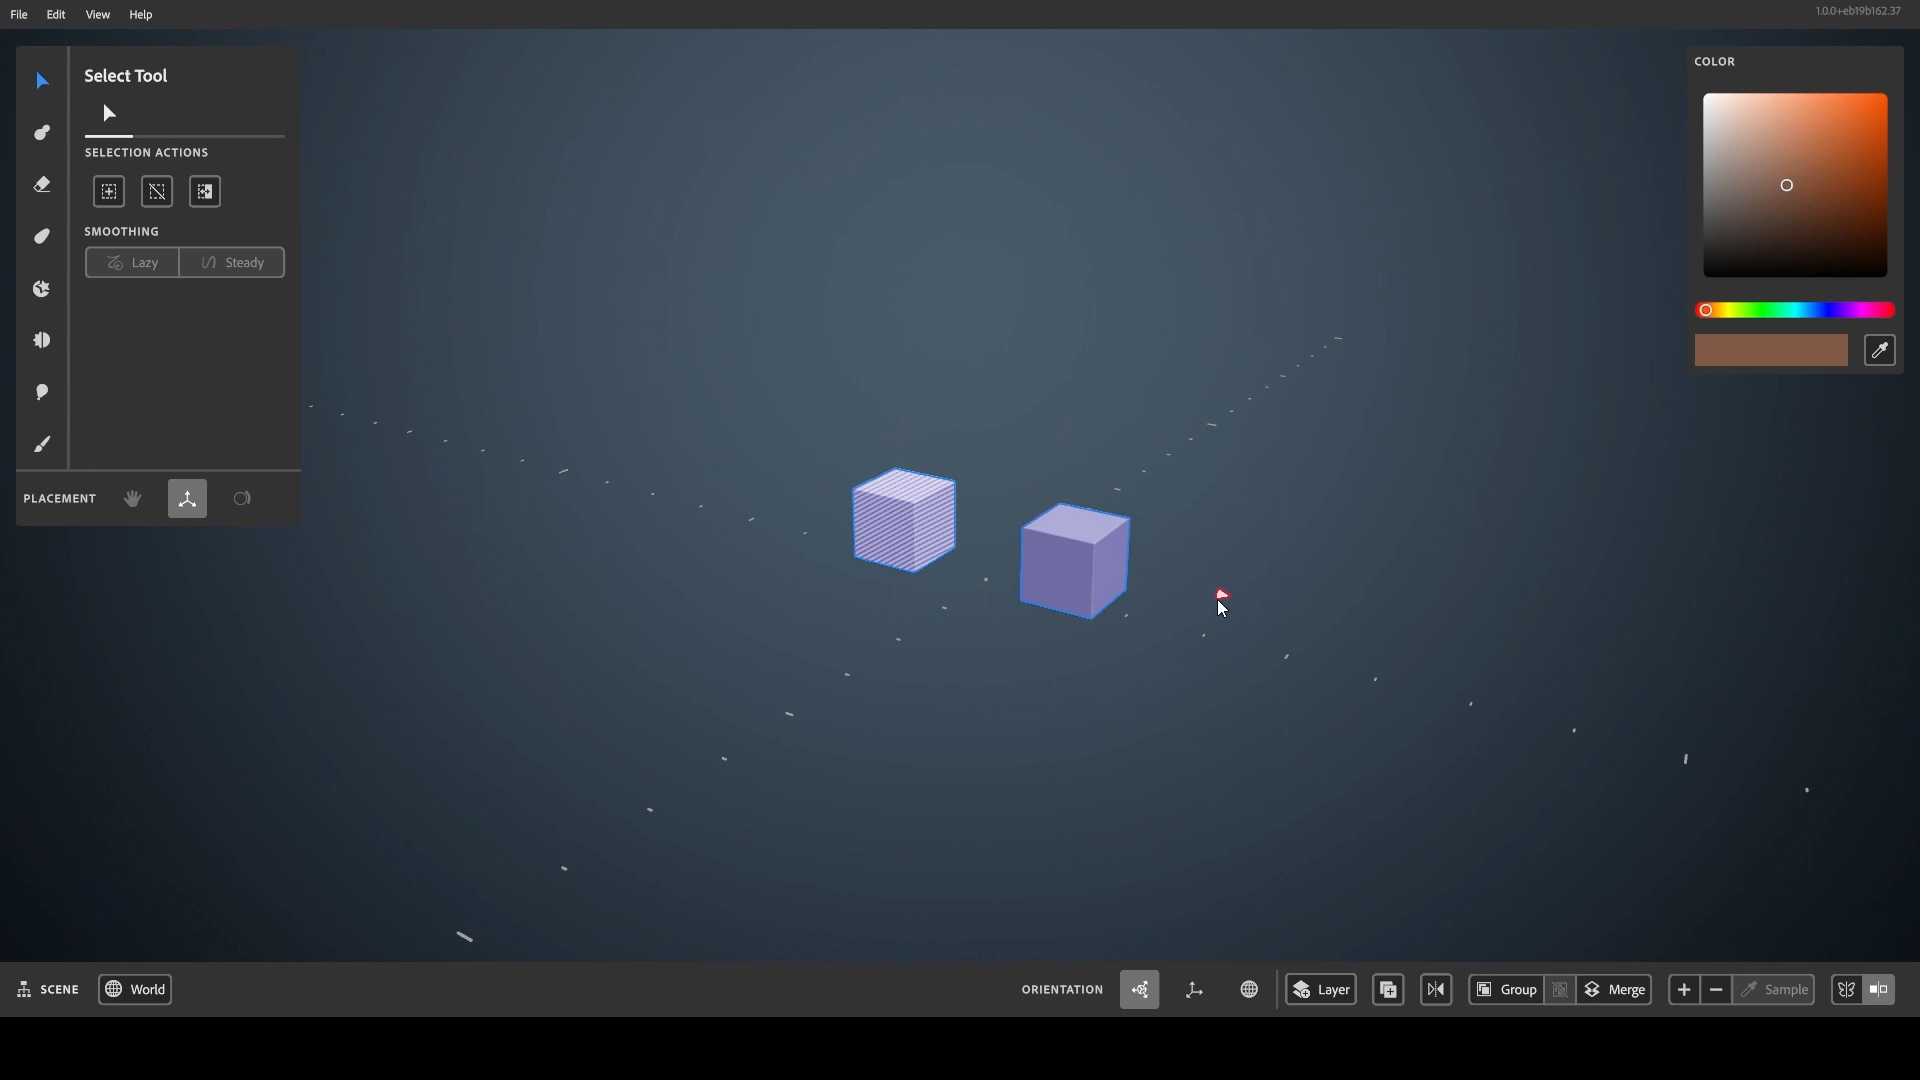 File Edit View Help
1.0.0+eb19b162.37
Select Tool
SELECTION ACTIONS
SMOOTHING
Lazy Steady
PLACEMENT
COLOR
SCENE World
ORIENTATION
Layer Group Merge Sample